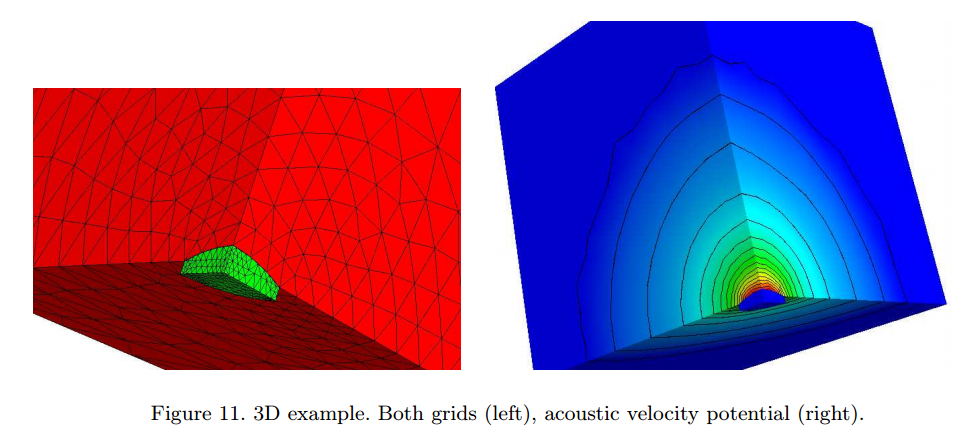 Figure 11. 3D example. Both grids (left), acoustic velocity potential (right).